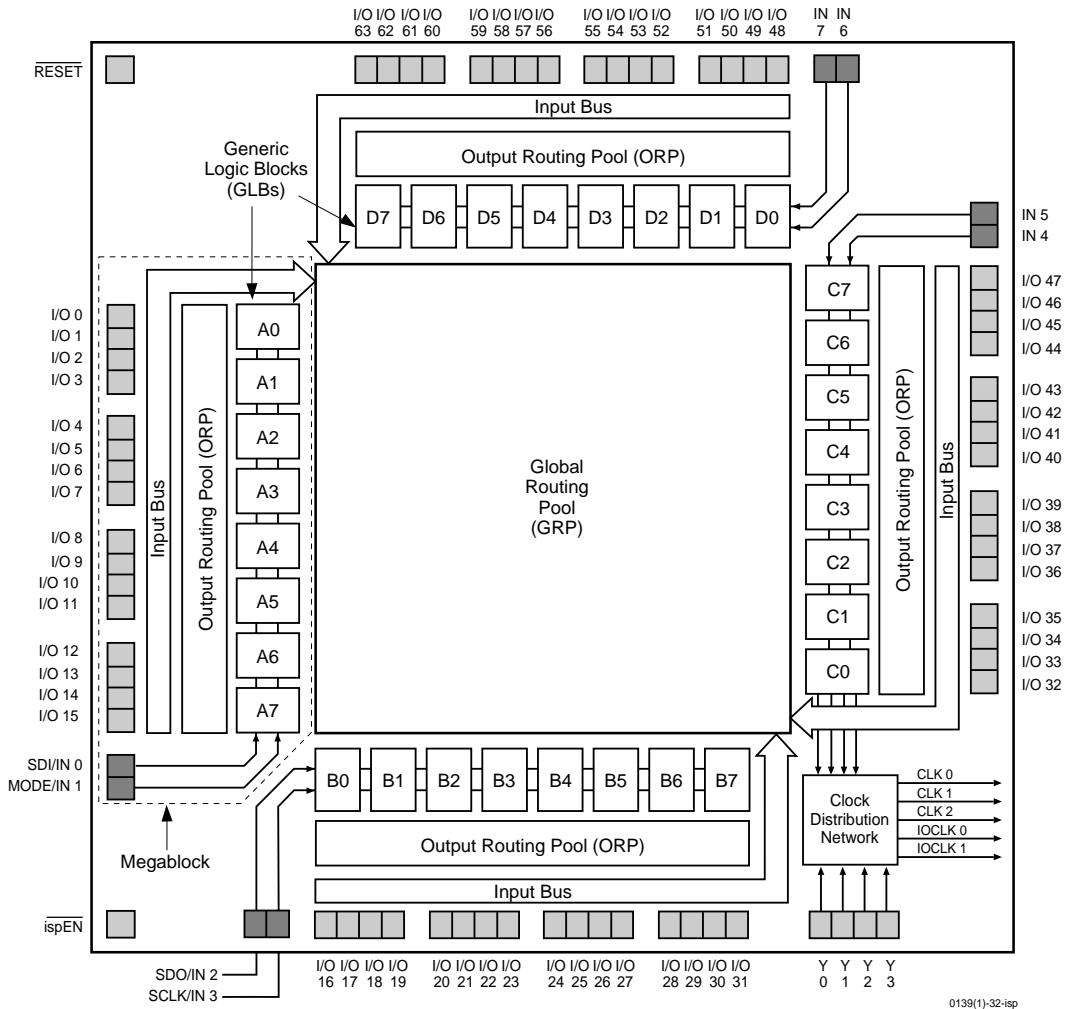 I/O I/O I/O I/O
63 62 61 60
I/O I/O I/O I/O
59 58 57 56
I/O I/O I/O I/O
55 54 53 52
I/O I/O I/O I/O
51 50 49 48
IN IN
7 6
RESET
Input Bus
Output Routing Pool (ORP)
Generic
Logic Blocks
(GLBs)
D7 D6 D5 D4 D3 D2 D1 D0
IN 5
IN 4
I/O 0
I/O 1
I/O 2
I/O 3
I/O 4
I/O 5
I/O 6
I/O 7
I/O 8
I/O 9
I/O 10
I/O 11
I/O 12
I/O 13
I/O 14
I/O 15
SDI/IN 0
MODE/IN 1
Input Bus
Output Routing Pool (ORP)
A0
A1
A2
A3
A4
A5
A6
A7
Global
Routing
Pool
(GRP)
C7
C6
C5
C4
C3
C2
C1
C0
Output Routing Pool (ORP)
Input Bus
I/O 47
I/O 46
I/O 45
I/O 44
I/O 43
I/O 42
I/O 41
I/O 40
I/O 39
I/O 38
I/O 37
I/O 36
I/O 35
I/O 34
I/O 33
I/O 32
B0 B1 B2 B3 B4 B5 B6 B7
Output Routing Pool (ORP)
Input Bus
Clock
Distribution
Network
CLK 0
CLK 1
CLK 2
IOCLK 0
IOCLK 1
Megablock
ispEN
SDO/IN 2
SCLK/IN 3
I/O I/O I/O I/O
16 17 18 19
I/O I/O I/O I/O
20 21 22 23
I/O I/O I/O I/O
24 25 26 27
I/O I/O I/O I/O
28 29 30 31
Y Y Y Y
0 1 2 3
0139(1)-32-isp